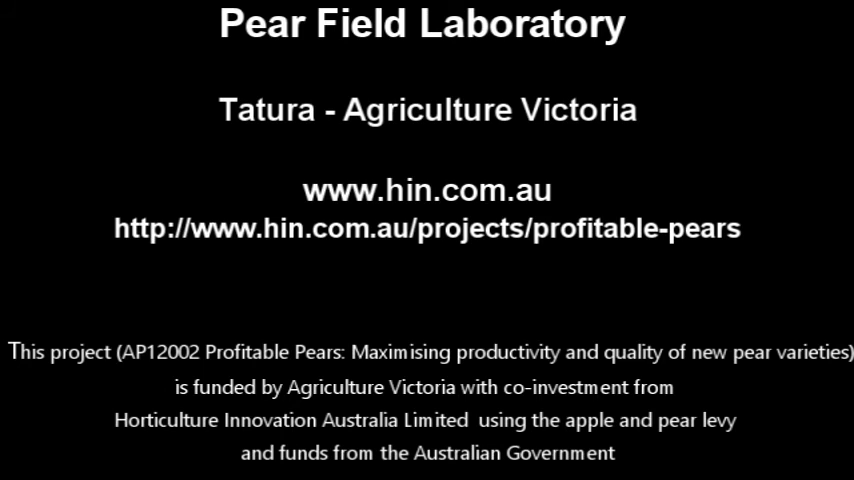 Pear Field Laboratory
Tatura - Agriculture Victoria
www.hin.com.au
http://www.hin.com.au/projects/profitable-pears
This project (AP12002 Profitable Pears: Maximising productivity and quality of new pear varieties)
is funded by Agriculture Victoria with co-investment from
Horticulture Innovation Australia Limited using the apple and pear levy
and funds from the Australian Government